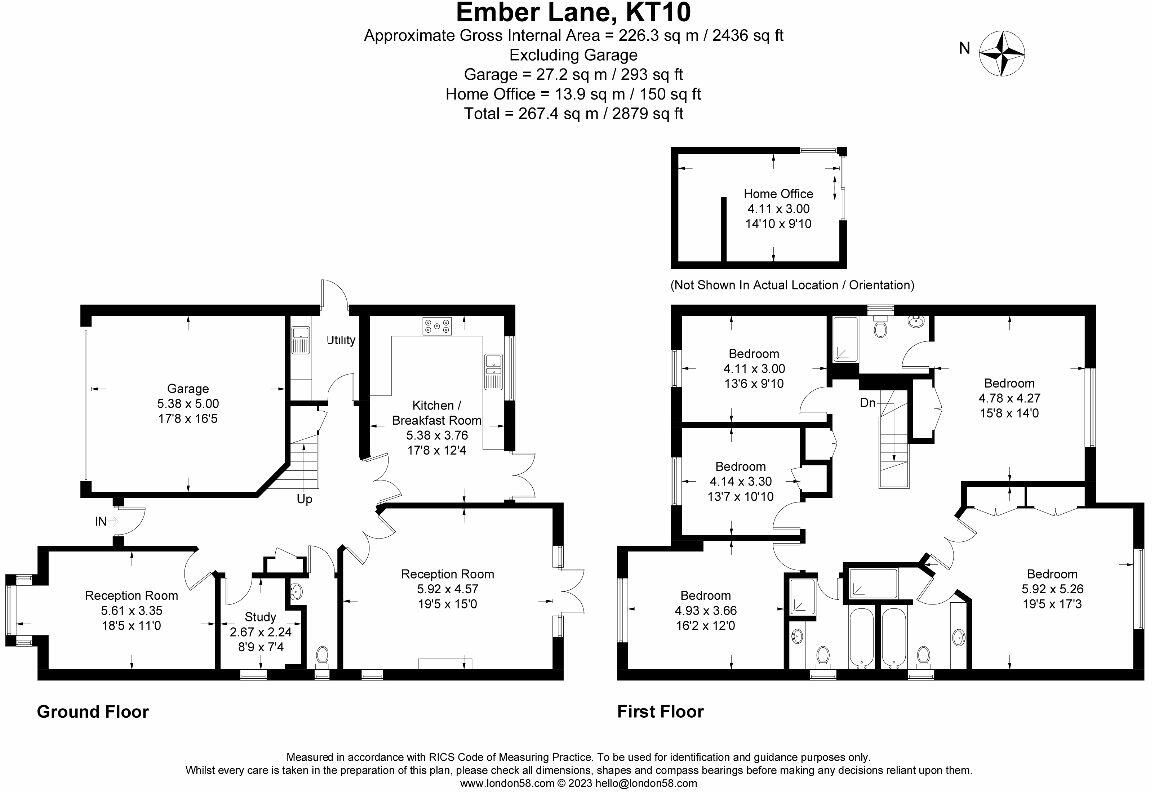 Ember Lane, KT10
Approximate Gross Internal Area = 226.3 sq m / 2436 sq ft
Excluding Garage
Garage = 27.2 sq m / 293 sq ft
Home Office = 13.9 sq m / 150 sq ft
Total = 267.4 sq m / 2879 sq ft
N
Home Office
4.11 x 3.00
14'10 x 9'10
(Not Shown In Actual Location / Orientation)
Garage
5.38 x 5.00
17'8 x 16'5
Utility
Kitchen /
Breakfast Room
5.38 x 3.76
17'8 x 12'4
Up
IN
Reception Room
5.61 x 3.35
18'5 x 11'0
Study
2.67 x 2.24
8'9 x 7'4
Reception Room
5.92 x 4.57
19'5 x 15'0
Ground Floor
Bedroom
4.11 x 3.00
13'6 x 9'10
Dn
Bedroom
4.78 x 4.27
15'8 x 14'0
Bedroom
4.14 x 3.30
13'7 x 10'10
Bedroom
4.93 x 3.66
16'2 x 12'0
Bedroom
5.92 x 5.26
19'5 x 17'3
First Floor
Measured in accordance with RICS Code of Measuring Practice. To be used for identification and guidance purposes only.
Whilst every care is taken in the preparation of this plan, please check all dimensions, shapes and compass bearings before making any decisions reliant upon them.
www.london58.com © 2023 hello@london58.com